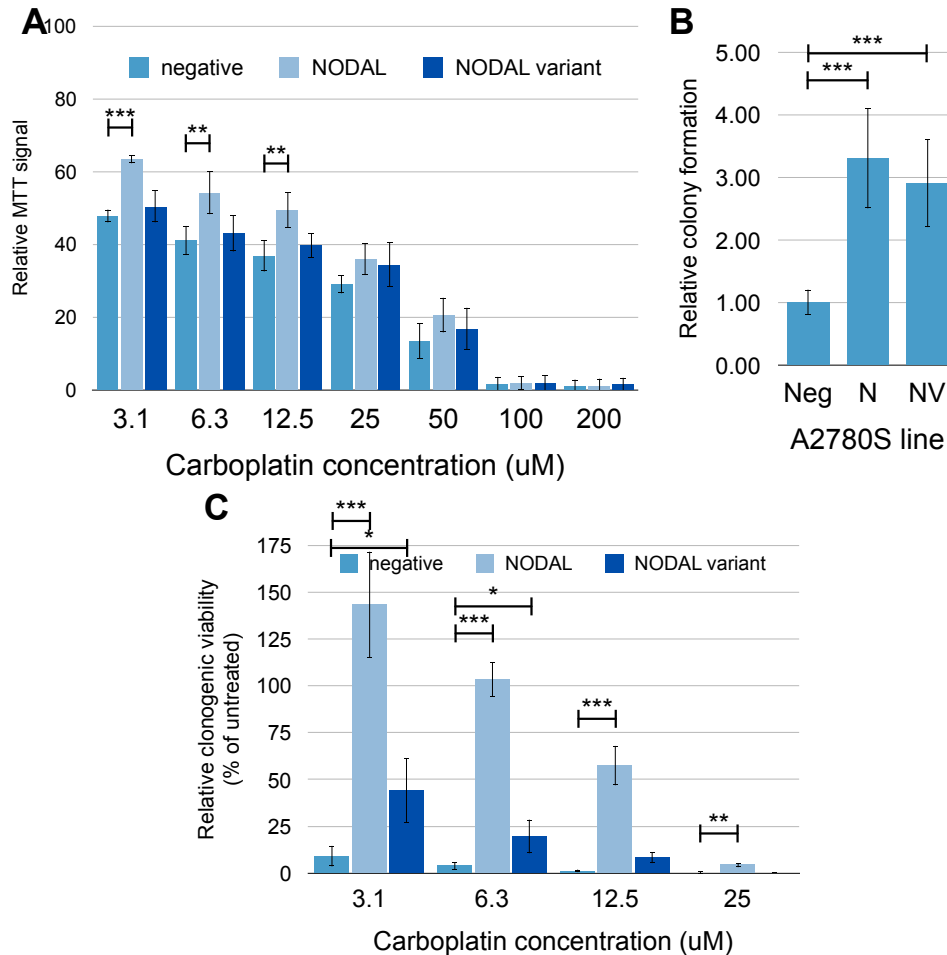 A
100
negative NODAL NODAL variant
80
***
**
**
60
40
20
0
Relative MTT signal
3.1 6.3 12.5 25 50 100 200
Carboplatin concentration (uM)
B
5.00
***
***
4.00
3.00
2.00
1.00
0.00
Relative colony formation
Neg N NV
A2780S line
C
***
*
175
negative NODAL NODAL variant
150
*
***
125
100
***
75
50
25
**
0
Relative clonogenic viability
(% of untreated)
3.1 6.3 12.5 25
Carboplatin concentration (uM)